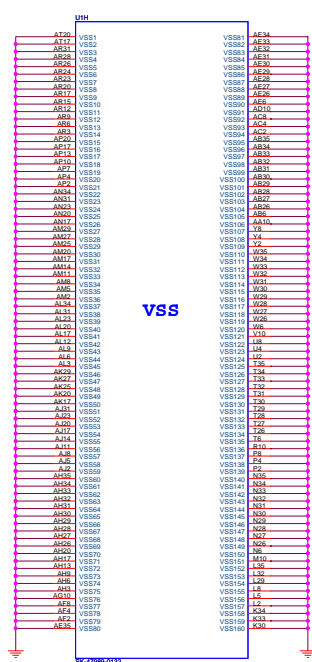 U1H
AT20 VSS1 VSS81 AE34
AT17 VSS2 VSS82 AE33
AR31 VSS3 VSS83 AE32
AR28 VSS4 VSS84 AE31
AR26 VSS5 VSS85 AE30
AR24 VSS6 VSS86 AE29
AR23 VSS7 VSS87 AE28
AR20 VSS8 VSS88 AE27
AR17 VSS9 VSS89 AE26
AR15 VSS10 VSS90 AE6
AR12 VSS11 VSS91 AD10
AR9 VSS12 VSS92 AC8
AR6 VSS13 VSS93 AC4
AR3 VSS14 VSS94 AC2
AP20 VSS15 VSS95 AB35
AP17 VSS16 VSS96 AB34
AP13 VSS17 VSS97 AB33
AP10 VSS18 VSS98 AB32
AP7 VSS19 VSS99 AB31
AP4 VSS20 VSS100 AB30
AP2 VSS21 VSS101 AB29
AN34 VSS22 VSS102 AB28
AN31 VSS23 VSS103 AB27
AN23 VSS24 VSS104 AB26
AN20 VSS25 VSS105 AB6
AN17 VSS26 VSS106 AA10
AM29 VSS27 VSS107 Y8
AM27 VSS28 VSS108 Y4
AM25 VSS29 VSS109 Y2
AM20 VSS30 VSS110 W35
AM17 VSS31 VSS111 W34
AM14 VSS32 VSS112 W33
AM11 VSS33 VSS113 W32
AM8 VSS34 VSS114 W31
AM5 VSS35 VSS115 W30
AM2 VSS36 VSS116 W29
AL34 VSS37 VSS117 W28
VSS
AL31 VSS38 VSS118 W27
AL23 VSS39 VSS119 W26
AL20 VSS40 VSS120 W6
AL17 VSS41 VSS121 V10
AL12 VSS42 VSS122 U8
AL9 VSS43 VSS123 U4
AL6 VSS44 VSS124 U2
AL3 VSS45 VSS125 T35
AK29 VSS46 VSS126 T34
AK27 VSS47 VSS127 T33
AK25 VSS48 VSS128 T32
AK20 VSS49 VSS129 T31
AK17 VSS50 VSS130 T30
AJ31 VSS51 VSS131 T29
AJ23 VSS52 VSS132 T28
AJ20 VSS53 VSS133 T27
AJ17 VSS54 VSS134 T26
AJ14 VSS55 VSS135 T6
AJ11 VSS56 VSS136 R10
AJ8 VSS57 VSS137 P8
AJ5 VSS58 VSS138 P4
AJ2 VSS59 VSS139 P2
AH35 VSS60 VSS140 N35
AH34 VSS61 VSS141 N34
AH33 VSS62 VSS142 N33
AH32 VSS63 VSS143 N32
AH31 VSS64 VSS144 N31
AH30 VSS65 VSS145 N30
AH29 VSS66 VSS146 N29
AH28 VSS67 VSS147 N28
AH27 VSS68 VSS148 N27
AH26 VSS69 VSS149 N26
AH20 VSS70 VSS150 N6
AH17 VSS71 VSS151 M10
AH13 VSS72 VSS152 L35
AH9 VSS73 VSS153 L32
AH6 VSS74 VSS154 L29
AH3 VSS75 VSS155 L8
AG10 VSS76 VSS156 L5
AF8 VSS77 VSS157 L2
AF4 VSS78 VSS158 K34
AF2 VSS79 VSS159 K33
AE35 VSS80 VSS160 K30